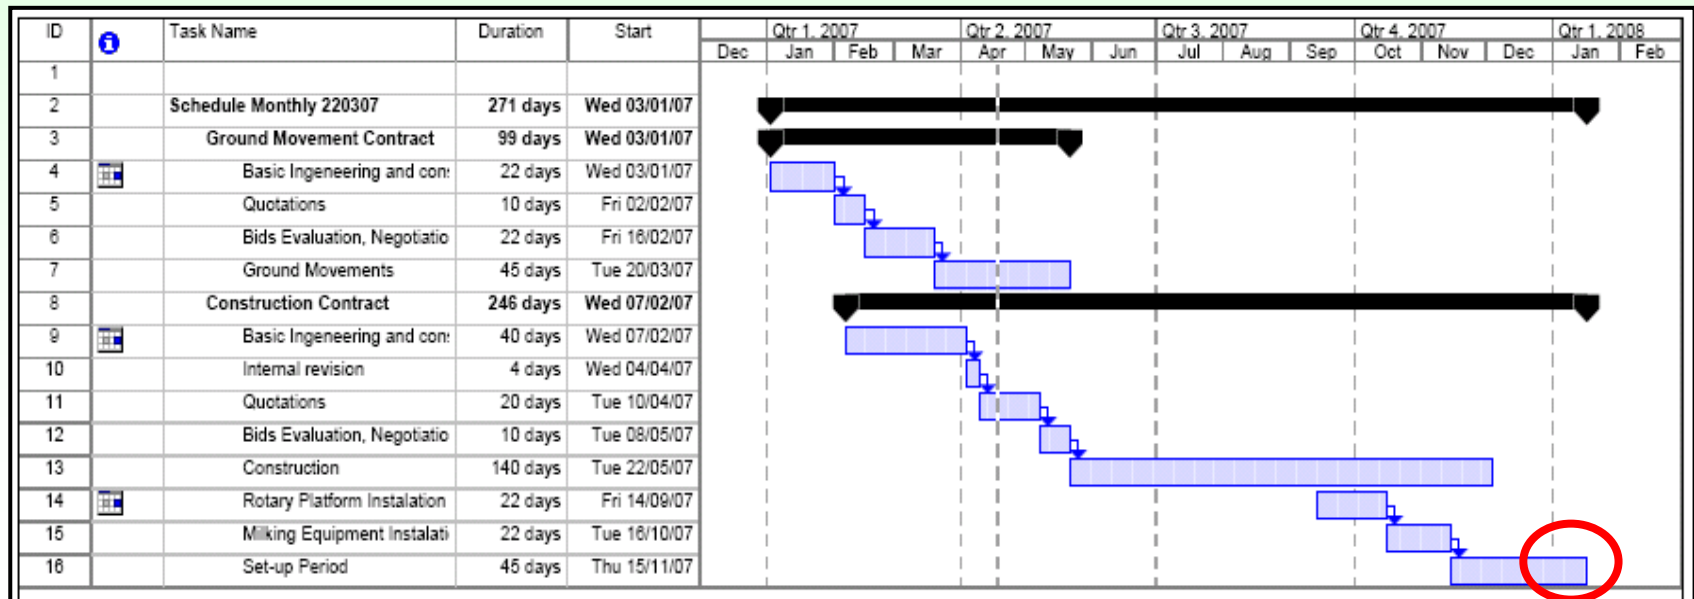 ID Task Name Duration Start Qtr 1, 2007 Qtr 2, 2007 Qtr 3, 2007 Qtr 4, 2007 Qtr 1, 2008
Dec Jan Feb Mar Apr May Jun Jul Aug Sep Oct Nov Dec Jan Feb
1
2 Schedule Monthly 220307 271 days Wed 03/01/07
3 Ground Movement Contract 99 days Wed 03/01/07
4 Basic Ingeneering and cons 22 days Wed 03/01/07
5 Quotations 10 days Fri 02/02/07
6 Bids Evaluation, Negotiatio 22 days Fri 16/02/07
7 Ground Movements 45 days Tue 20/03/07
8 Construction Contract 246 days Wed 07/02/07
9 Basic Ingeneering and cons 40 days Wed 07/02/07
10 Internal revision 4 days Wed 04/04/07
11 Quotations 20 days Tue 10/04/07
12 Bids Evaluation, Negotiatio 10 days Tue 08/05/07
13 Construction 140 days Tue 22/05/07
14 Rotary Platform Instalation 22 days Fri 14/09/07
15 Milking Equipment Instalati 22 days Tue 16/10/07
16 Set-up Period 45 days Thu 15/11/07